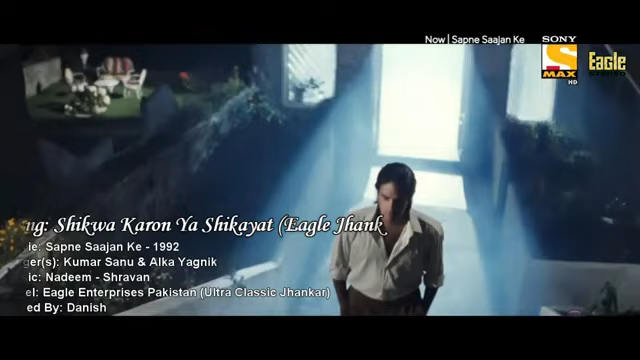 Now | Sapne Saajan Ke
SONY
S
MAX
HD
Eagle
STEREO
ng: Shikwa Karon Ya Shikayat (Eagle Jhank
ie: Sapne Saajan Ke - 1992
ger(s): Kumar Sanu & Alka Yagnik
ic: Nadeem - Shravan
el: Eagle Enterprises Pakistan (Ultra Classic Jhankar)
ed By: Danish